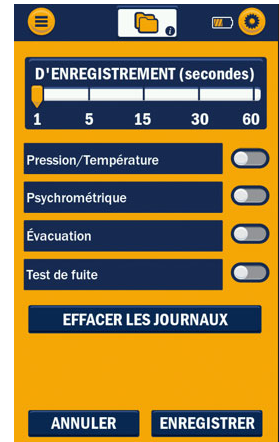 D'ENREGISTREMENT (secondes)
1 5 15 30 60
Pression/Température
Psychrométrique
Évacuation
Test de fuite
EFFACER LES JOURNAUX
ANNULER ENREGISTRER